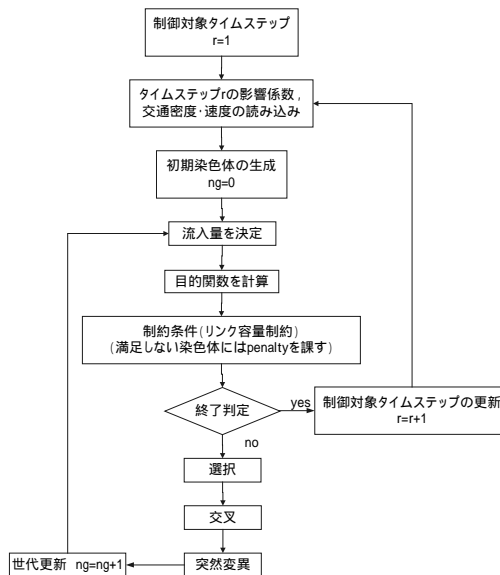 制御対象タイムステップ
r=1
タイムステップrの影響係数,
交通密度･速度の読み込み
初期染色体の生成
ng=0
流入量を決定
目的関数を計算
制約条件(リンク容量制約)
(満足しない染色体にはpenaltyを課す)
終了判定
yes
制御対象タイムステップの更新
r=r+1
no
選択
交叉
突然変異
世代更新 ng=ng+1